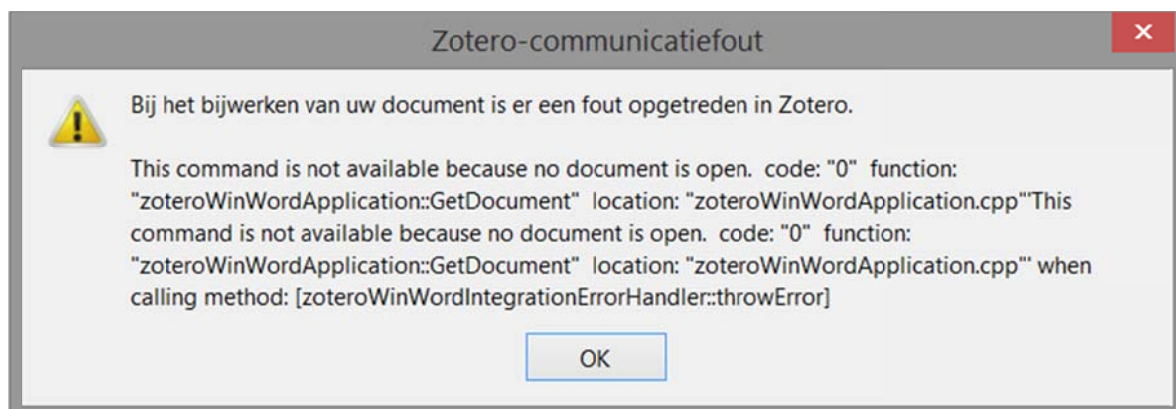 Zotero-communicatiefout
Bij het bijwerken van uw document is er een fout opgetreden in Zotero.
This command is not available because no document is open.  code: "0"  function:
"zoteroWinWordApplication::GetDocument"  location: "zoteroWinWordApplication.cpp"'This
command is not available because no document is open.  code: "0"  function:
"zoteroWinWordApplication::GetDocument"  location: "zoteroWinWordApplication.cpp"' when
calling method: [zoteroWinWordIntegrationErrorHandler::throwError]
OK